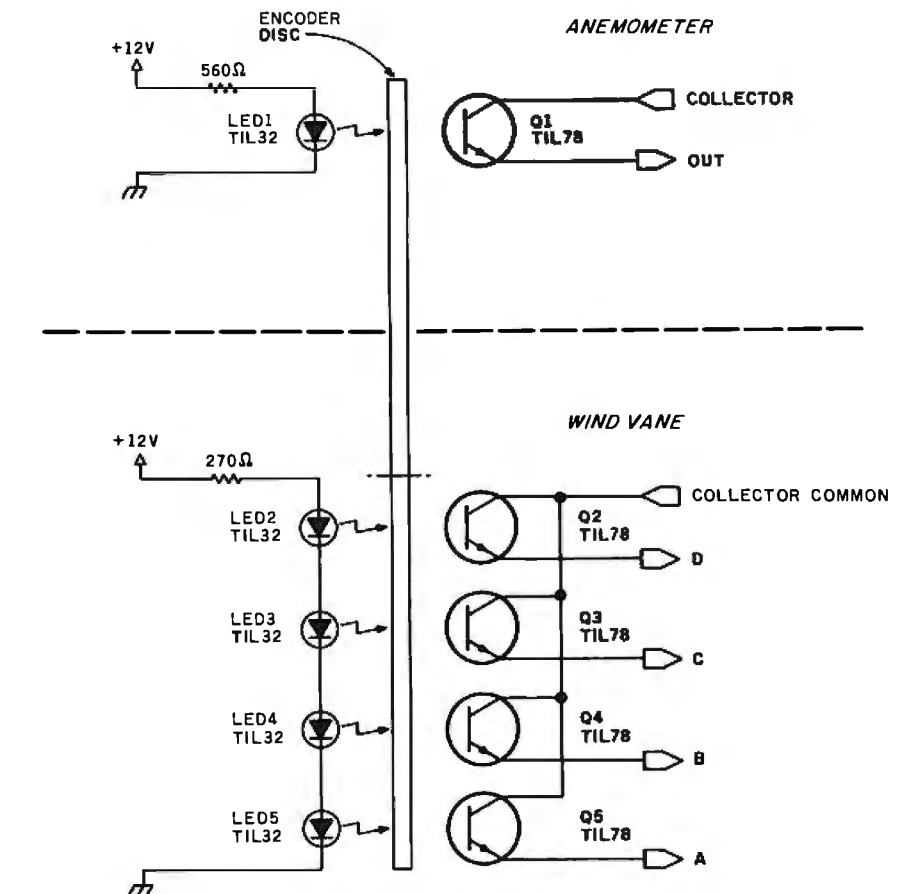 ENCODER
DISC
ANEMOMETER
+12V
560Ω
LED1
TIL32
Q1
TIL78
COLLECTOR
OUT
WIND VANE
+12V
270Ω
COLLECTOR COMMON
LED2
TIL32
Q2
TIL78
D
LED3
TIL32
Q3
TIL78
C
LED4
TIL32
Q4
TIL78
B
LED5
TIL32
Q5
TIL78
A